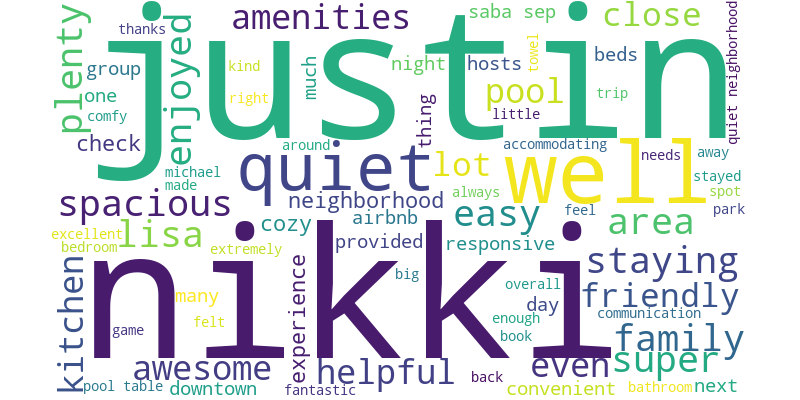 justin
nikki
well
quiet
amenities
close
saba sep
thanks
plenty
enjoyed
group
kind
much
night
hosts
towel
beds
quiet neighborhood
one
comfy
right
pool
trip
thing
little
check
around
accommodating
needs
away
michael
made
lot
stayed
always
spot
spacious
neighborhood
airbnb
easy
feel
area
park
cozy
lisa
excellent
bedroom
extremely
provided
responsive
staying
kitchen
many
experience
big
overall
day
friendly
communication
game
felt
enough
book
family
awesome
helpful
even
super
pool table
downtown
fantastic
back
convenient
bathroom
next